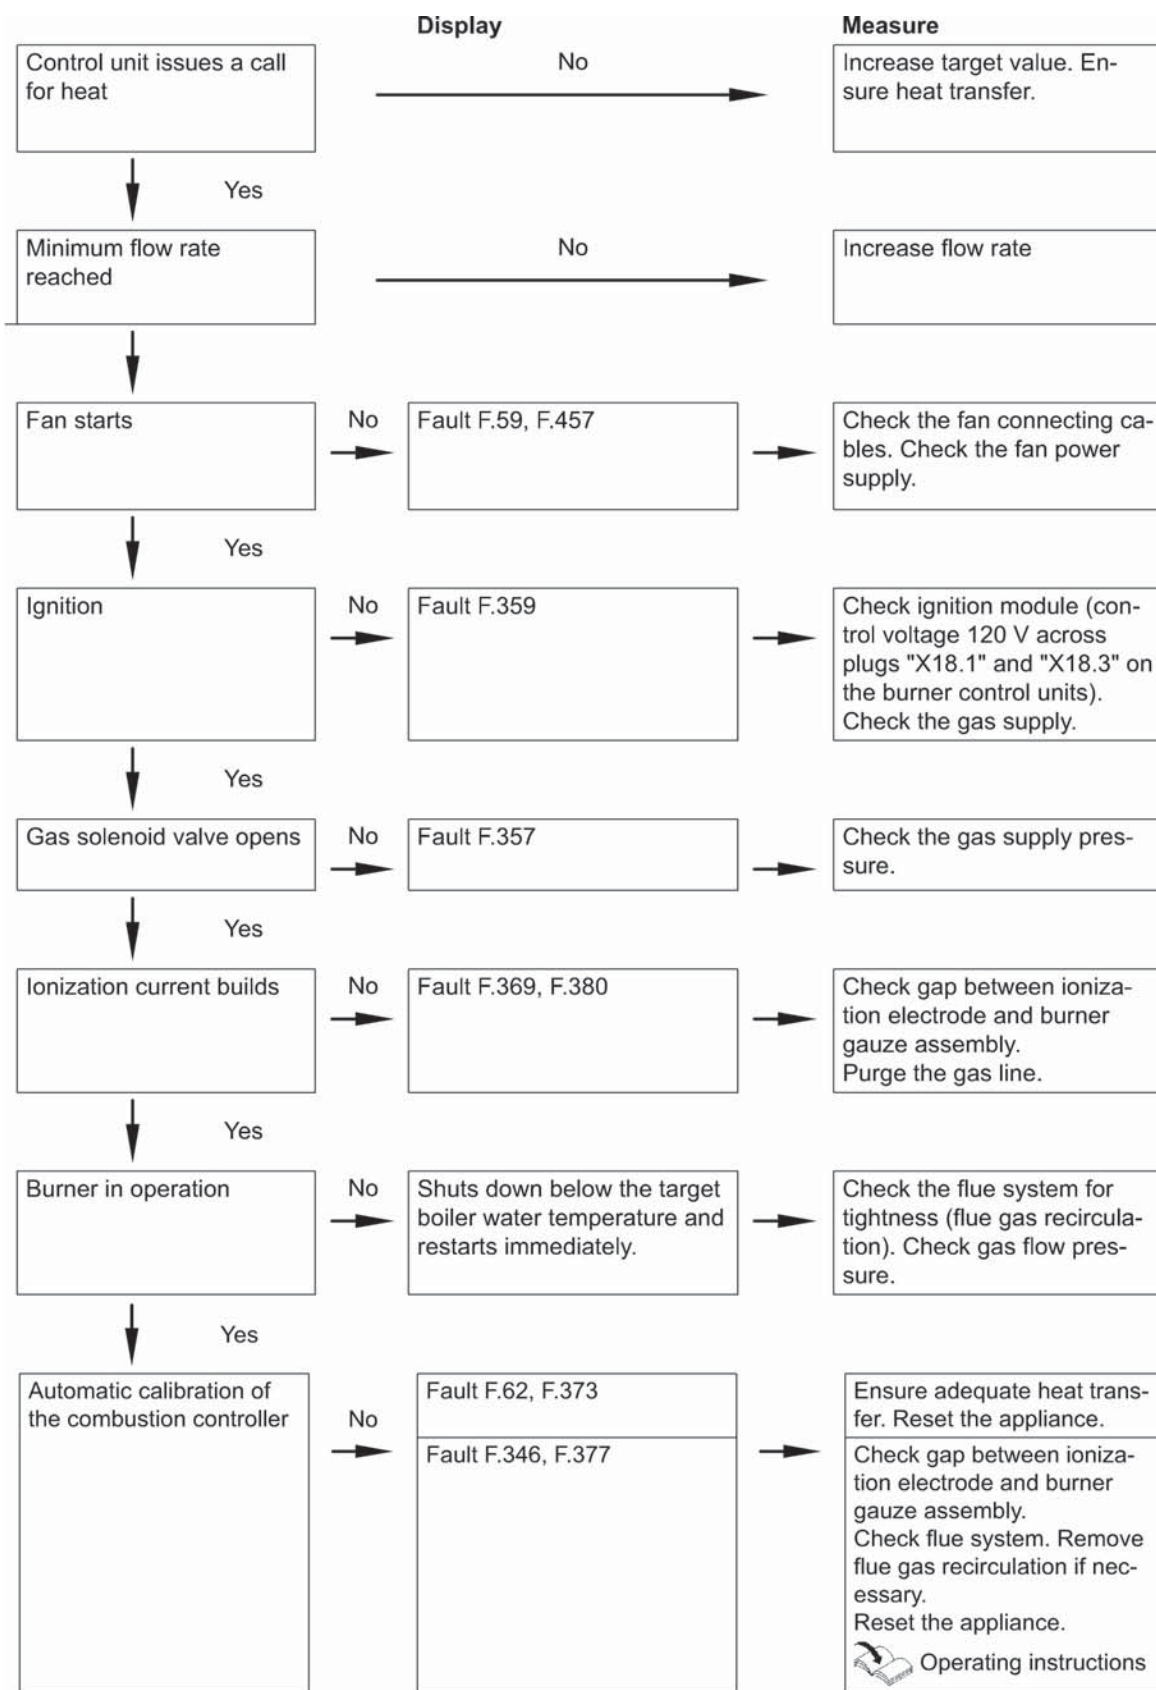 Display
Measure
Control unit issues a call
for heat
No
Increase target value. En-
sure heat transfer.
Yes
Minimum flow rate
reached
No
Increase flow rate
Fan starts
No
Fault F.59, F.457
Check the fan connecting ca-
bles. Check the fan power
supply.
Yes
Ignition
No
Fault F.359
Check ignition module (con-
trol voltage 120 V across
plugs "X18.1" and "X18.3" on
the burner control units).
Check the gas supply.
Yes
Gas solenoid valve opens
No
Fault F.357
Check the gas supply pres-
sure.
Yes
Ionization current builds
No
Fault F.369, F.380
Check gap between ioniza-
tion electrode and burner
gauze assembly.
Purge the gas line.
Yes
Burner in operation
No
Shuts down below the target
boiler water temperature and
restarts immediately.
Check the flue system for
tightness (flue gas recircula-
tion). Check gas flow pres-
sure.
Yes
Automatic calibration of
the combustion controller
No
Fault F.62, F.373
Ensure adequate heat trans-
fer. Reset the appliance.
Fault F.346, F.377
Check gap between ioniza-
tion electrode and burner
gauze assembly.
Check flue system. Remove
flue gas recirculation if nec-
essary.
Reset the appliance.
Operating instructions